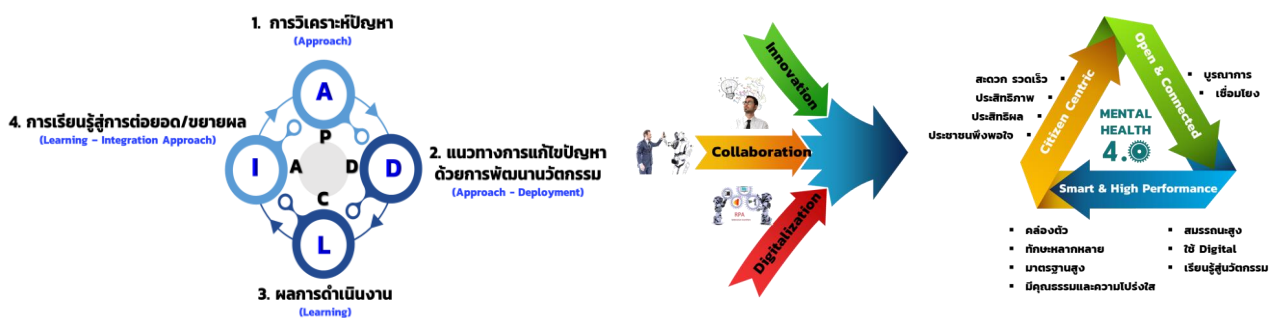 1. การวิเคราะห์ปัญหา
(Approach)
A
P
D
C
A
I
D
L
4. การเรียนรู้สู่การต่อยอด/ขยายผล
(Learning – Integration Approach)
2. แนวทางการแก้ไขปัญหา
ด้วยการพัฒนานวัตกรรม
(Approach - Deployment)
3. ผลการดำเนินงาน
(Learning)
Innovation
Collaboration
RPA
Digitalization
▪ สะดวก รวดเร็ว
▪ ประสิทธิภาพ
▪ ประสิทธิผล
▪ ประชาชนพึงพอใจ
Citizen Centric
Open & Connected
▪ บูรณาการ
▪ เชื่อมโยง
MENTAL
HEALTH
4.0
Smart & High Performance
▪ คล่องตัว
▪ ทักษะหลากหลาย
▪ มาตรฐานสูง
▪ มีคุณธรรมและความโปร่งใส
▪ สมรรถนะสูง
▪ ใช้ Digital
▪ เรียนรู้สู่นวัตกรรม